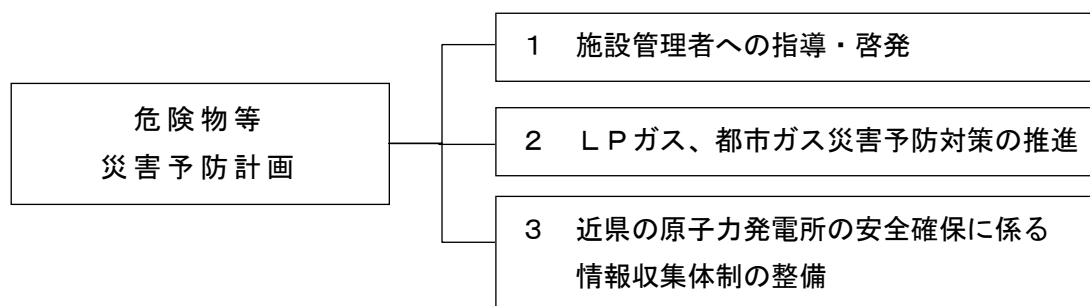 危険物等
災害予防計画
１　施設管理者への指導・啓発
２　ＬＰガス、都市ガス災害予防対策の推進
３　近県の原子力発電所の安全確保に係る
情報収集体制の整備